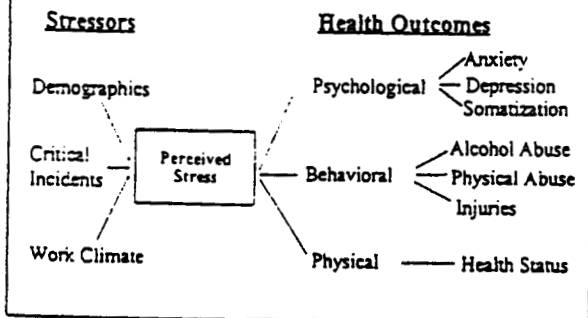 Stressors
Health Outcomes
Demographics
Critical
Incidents
Work Climate
Perceived
Stress
Psychological
Anxiety
Depression
Somatization
Behavioral
Alcohol Abuse
Physical Abuse
Injuries
Physical
Health Status